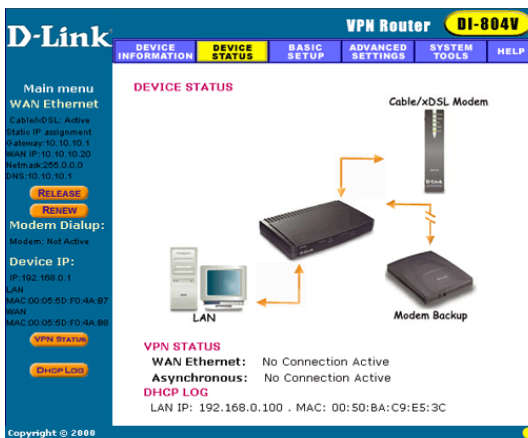 D-Link
VPN Router DI-804V
DEVICE INFORMATION
DEVICE STATUS
BASIC SETUP
ADVANCED SETTINGS
SYSTEM TOOLS
HELP
Main menu
WAN Ethernet
Cable/xDSL: Active
Static IP assignment
Gateway:10.10.10.1
WAN IP:10.10.10.20
Netmask:255.0.0.0
DNS:10.10.10.1
RELEASE
RENEW
Modem Dialup:
Modem: Not Active
Device IP:
IP:192.168.0.1
LAN
MAC:00:05:5D:F0:4A:B7
WAN
MAC:00:05:5D:F0:4A:B8
VPN STATUS
DHCP LOG
Copyright © 2000
DEVICE STATUS
Cable/xDSL Modem
D-Link
LAN
Modem Backup
VPN STATUS
WAN Ethernet: No Connection Active
Asynchronous: No Connection Active
DHCP LOG
LAN IP: 192.168.0.100 . MAC: 00:50:BA:C9:E5:3C